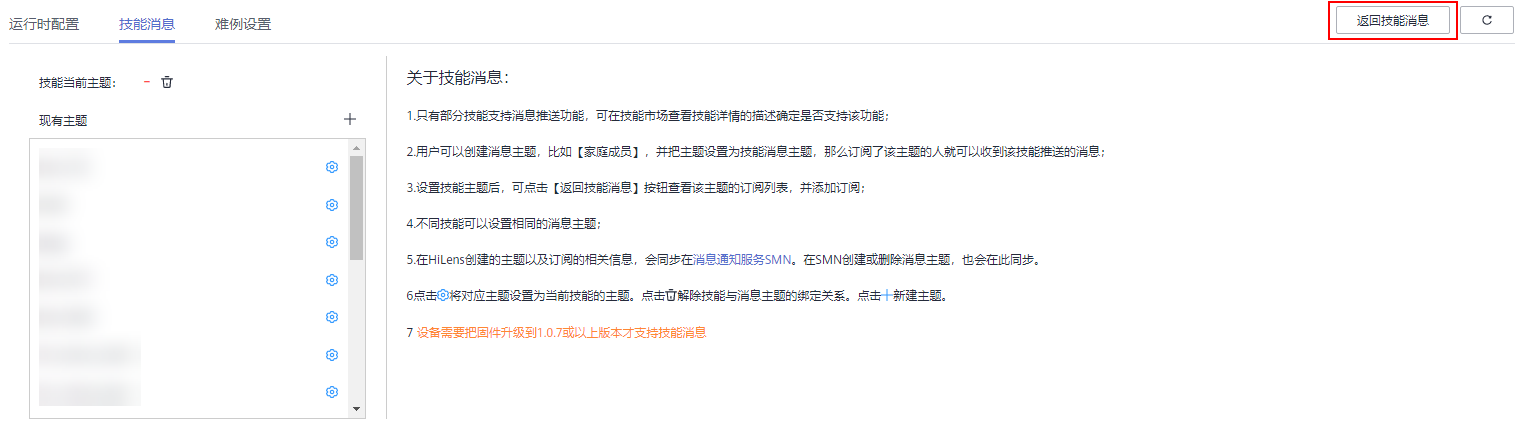 运行时配置
技能消息
难例设置
返回技能消息
技能当前主题： -
现有主题
关于技能消息：
1.只有部分技能支持消息推送功能，可在技能市场查看技能详情的描述确定是否支持该功能；
2.用户可以创建消息主题，比如【家庭成员】，并把主题设置为技能消息主题，那么订阅了该主题的人就可以收到该技能推送的消息；
3.设置技能主题后，可点击【返回技能消息】按钮查看该主题的订阅列表，并添加订阅；
4.不同技能可以设置相同的消息主题；
5.在HiLens创建的主题以及订阅的相关信息，会同步在消息通知服务SMN。在SMN创建或删除消息主题，也会在此同步。
6点击将对应主题设置为当前技能的主题。点击解除技能与消息主题的绑定关系。点击新建主题。
7 设备需要把固件升级到1.0.7或以上版本才支持技能消息